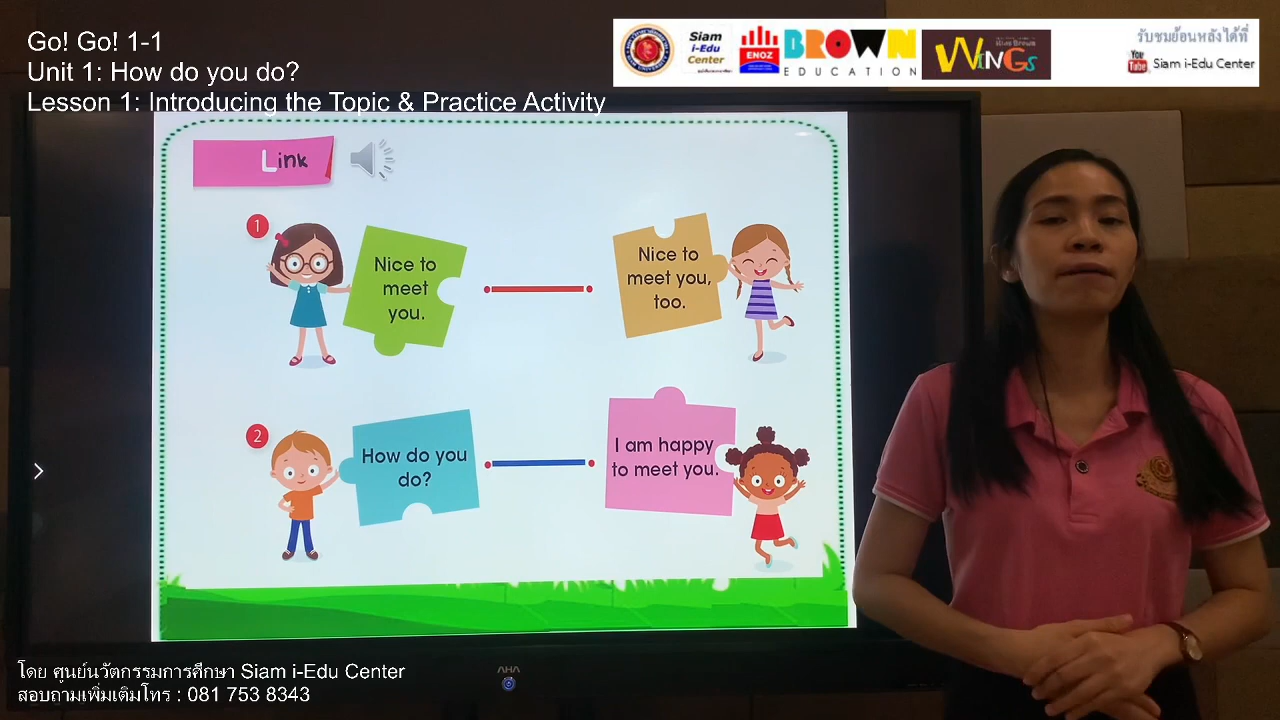 Go! Go! 1-1
Unit 1: How do you do?
Lesson 1: Introducing the Topic & Practice Activity
Siam
i-Edu
Center
ENOZ
BROWN
EDUCATION
WiNGs
รับชมย้อนหลังได้ที่
You
Tube
Siam i-Edu Center
Link
1
Nice to
meet
you.
Nice to
meet you,
too.
2
How do you
do?
I am happy
to meet you.
โดย ศูนย์นวัตกรรมการศึกษา Siam i-Edu Center
สอบถามเพิ่มเติมโทร : 081 753 8343